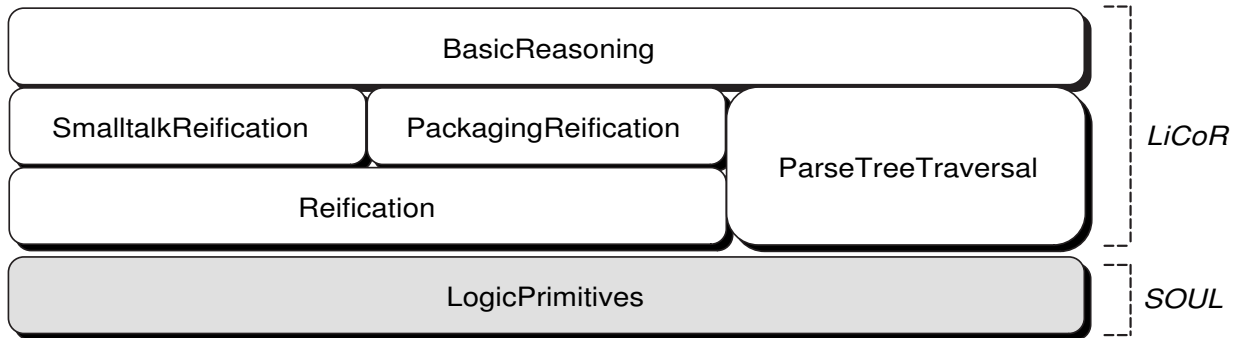 BasicReasoning
SmalltalkReification
PackagingReification
ParseTreeTraversal
LiCoR
Reification
LogicPrimitives
SOUL